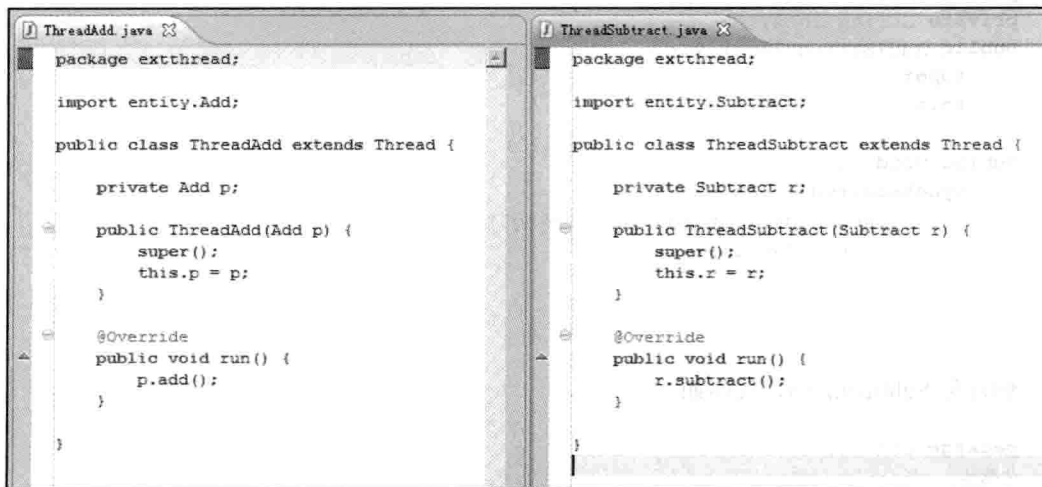 ThreadAdd.java
package extthread;
import entity.Add;
public class ThreadAdd extends Thread {
private Add p;
public ThreadAdd(Add p) {
super();
this.p = p;
}
@Override
public void run() {
p.add();
}
}
ThreadSubtract.java
package extthread;
import entity.Subtract;
public class ThreadSubtract extends Thread {
private Subtract r;
public ThreadSubtract(Subtract r) {
super();
this.r = r;
}
@Override
public void run() {
r.subtract();
}
}